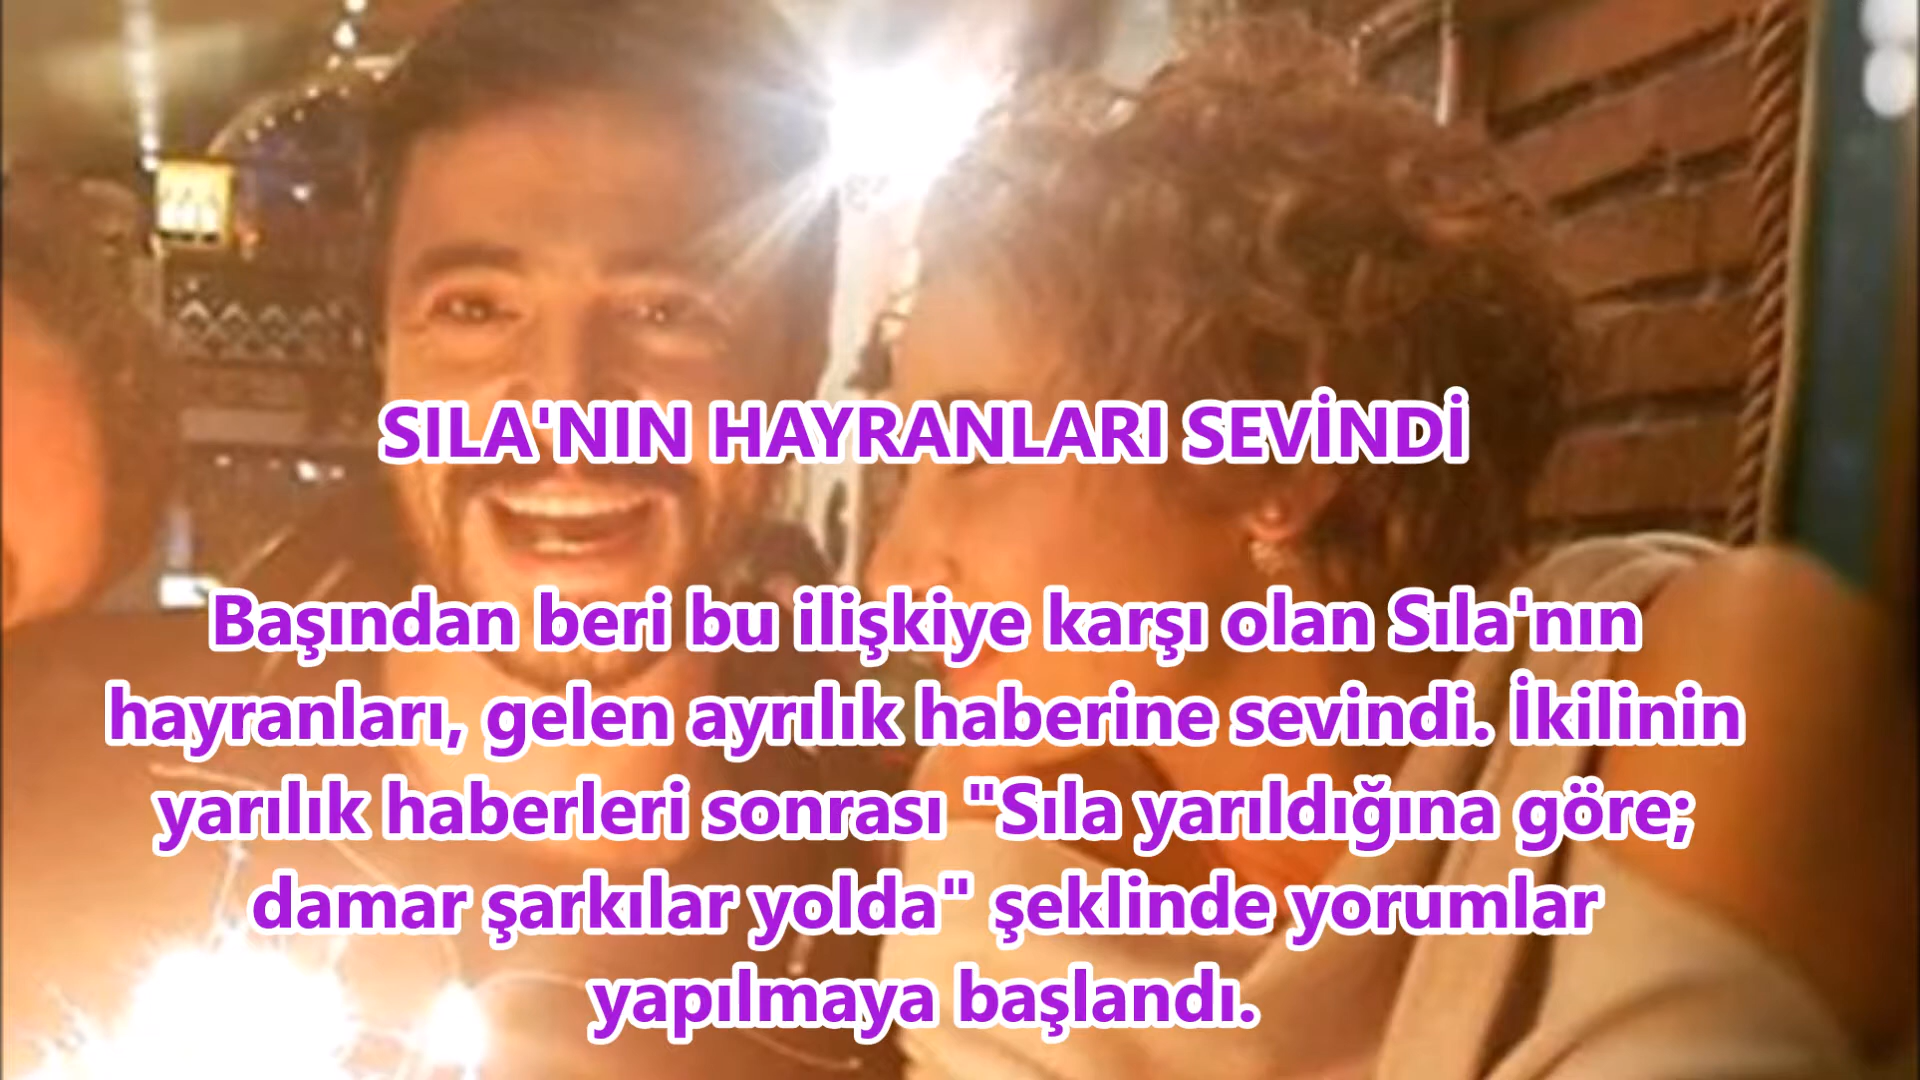 SILA'NIN HAYRANLARI SEVİNDİ
Başından beri bu ilişkiye karşı olan Sıla'nın
hayranları, gelen ayrılık haberine sevindi. İkilinin
yarılık haberleri sonrası "Sıla yarıldığına göre;
damar şarkılar yolda" şeklinde yorumlar
yapılmaya başlandı.